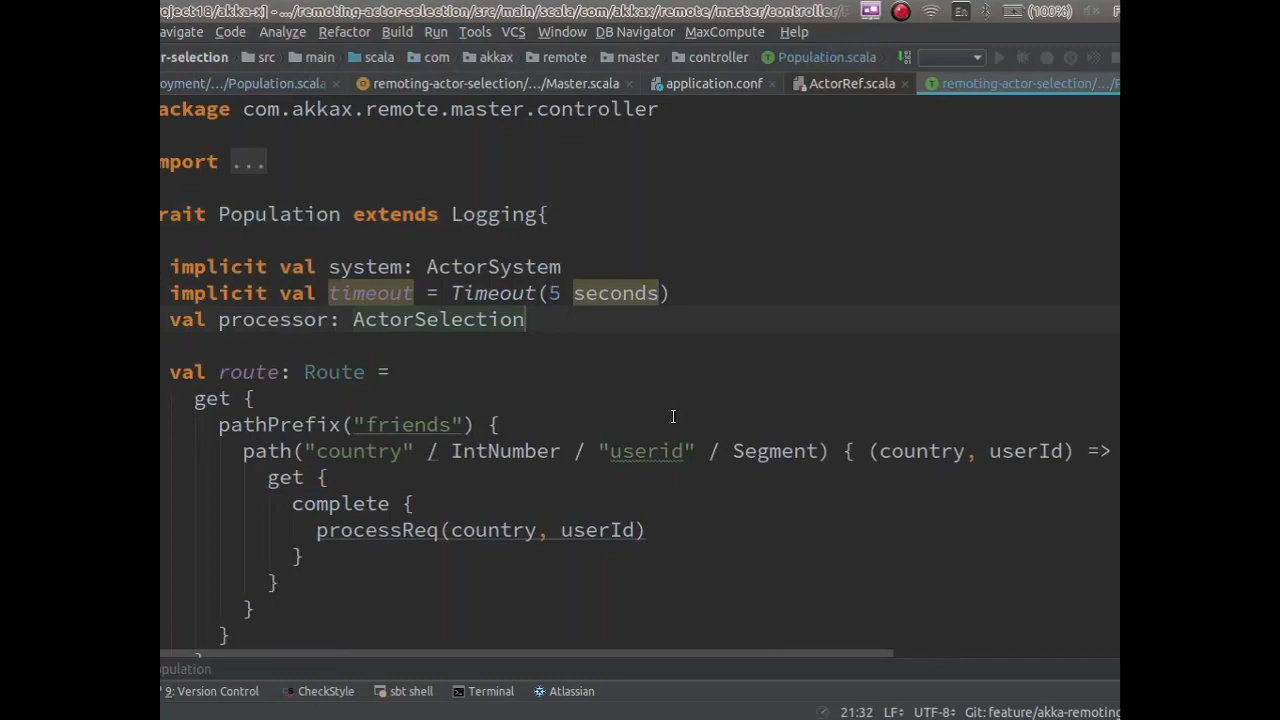 oject18/akka-x] - .../remoting-actor-selection/src/main/scala/com/akkax/remote/master/controller/
En (100%)
avigate Code Analyze Refactor Build Run Tools VCS Window DB Navigator MaxCompute Help
r-selection src main scala com akkax remote master controller Population.scala
oyment/.../Population.scala remoting-actor-selection/.../Master.scala application.conf ActorRef.scala remoting-actor-selection/.../
ackage com.akkax.remote.master.controller
mport ...
rait Population extends Logging{
implicit val system: ActorSystem
implicit val timeout = Timeout(5 seconds)
val processor: ActorSelection
val route: Route =
get {
pathPrefix("friends") {
path("country" / IntNumber / "userid" / Segment) { (country, userId) =>
get {
complete {
processReq(country, userId)
}
}
}
}
opulation
9: Version Control CheckStyle sbt shell Terminal Atlassian
21:32 LF UTF-8 Git: feature/akka-remoting